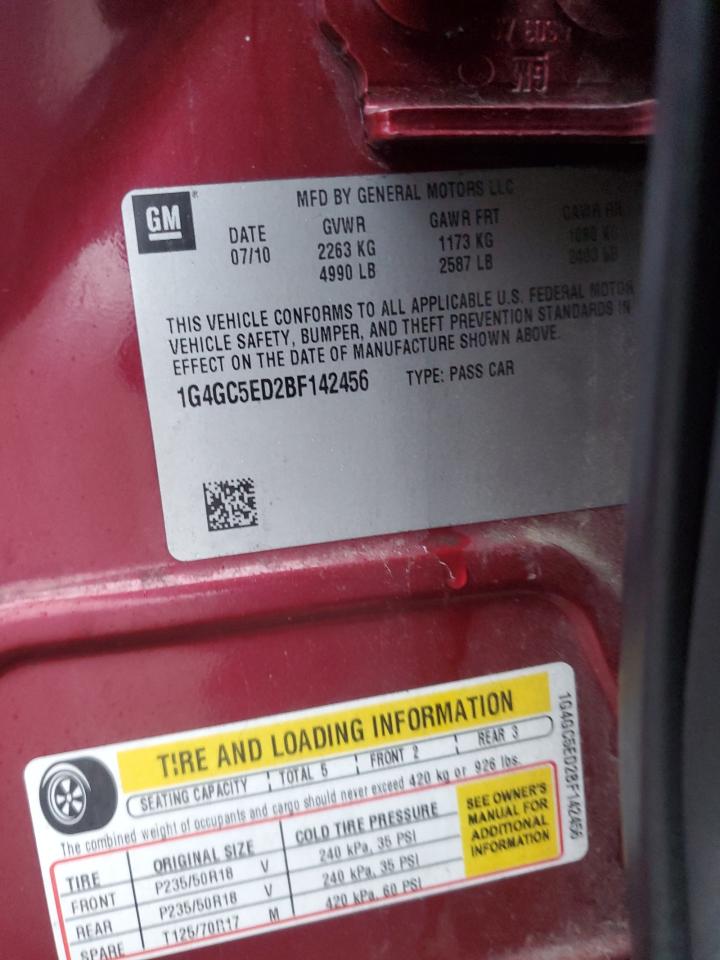 GM
MFD BY GENERAL MOTORS LLC
DATE GVWR GAWR FRT GAWR RR
07/10 2263 KG 1173 KG
4990 LB 2587 LB
THIS VEHICLE CONFORMS TO ALL APPLICABLE U.S. FEDERAL MOTOR
VEHICLE SAFETY, BUMPER, AND THEFT PREVENTION STANDARDS IN
EFFECT ON THE DATE OF MANUFACTURE SHOWN ABOVE.
1G4GC5ED2BF142456 TYPE: PASS CAR
TIRE AND LOADING INFORMATION
SEATING CAPACITY TOTAL 5 FRONT 2 REAR 3
The combined weight of occupants and cargo should never exceed 420 kg or 926 lbs.
TIRE ORIGINAL SIZE COLD TIRE PRESSURE
FRONT P235/50R18 V 240 kPa, 35 PSI
REAR P235/50R18 V 240 kPa, 35 PSI
SPARE T125/70R17 M 420 kPa, 60 PSI
SEE OWNER'S
MANUAL FOR
ADDITIONAL
INFORMATION
1G4GC5ED2BF142456